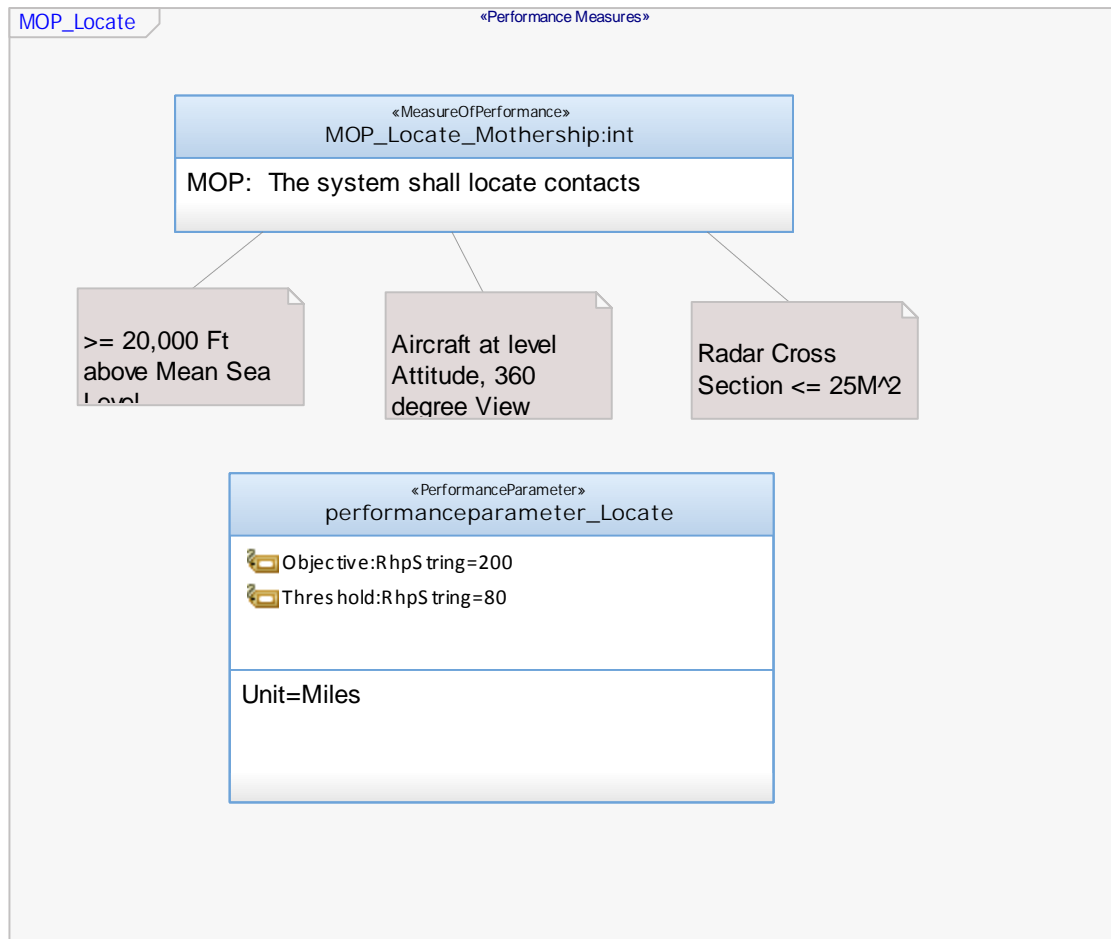 MOP_Locate
«Performance Measures»
«MeasureOfPerformance»
MOP_Locate_Mothership:int
MOP: The system shall locate contacts
>= 20,000 Ft
above Mean Sea
Level
Aircraft at level
Attitude, 360
degree View
Radar Cross
Section <= 25M^2
«PerformanceParameter»
performanceparameter_Locate
Objective:RhpString=200
Threshold:RhpString=80
Unit=Miles